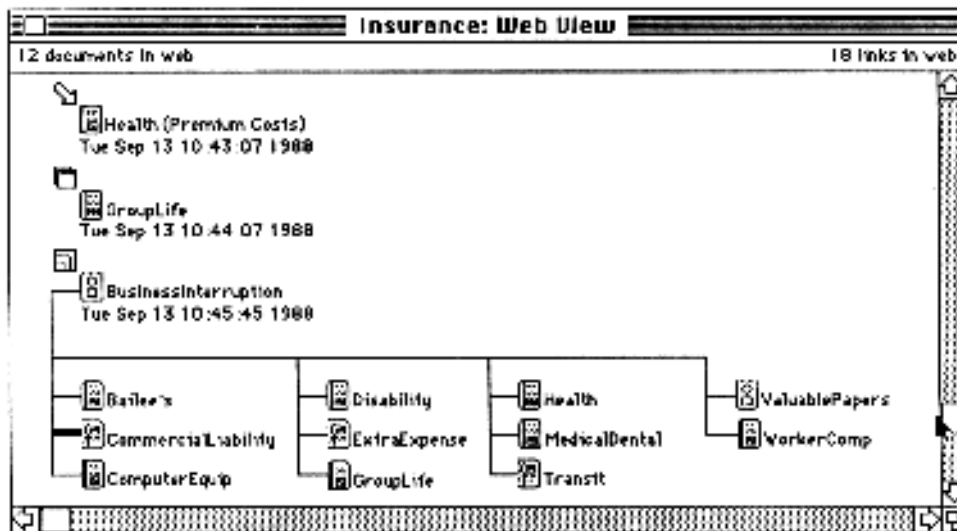 Insurance: Web View
12 documents in web 18 links in web
Health (Premium Costs)
Tue Sep 13 10:43:07 1988
GroupLife
Tue Sep 13 10:44:07 1988
BusinessInterruption
Tue Sep 13 10:45:45 1988
Bailee's Disability Health ValuablePapers
CommercialLiability ExtraExpense MedicalDental WorkerComp
ComputerEquip GroupLife Transit